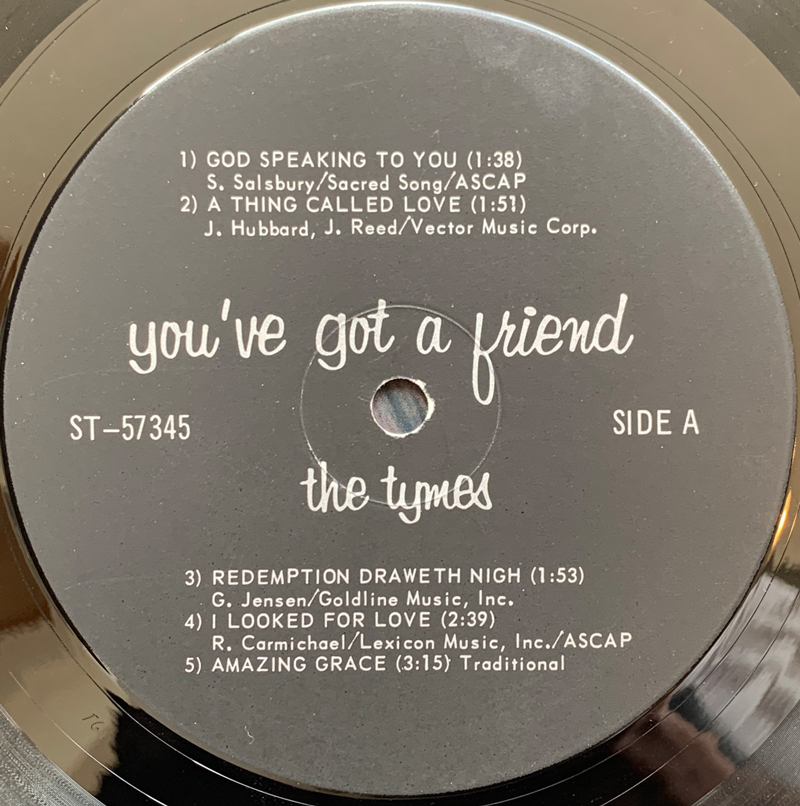 1) GOD SPEAKING TO YOU (1:38)
S. Salsbury/Sacred Song/ASCAP
2) A THING CALLED LOVE (1:51)
J. Hubbard, J. Reed/Vector Music Corp.
you've got a friend
ST-57345
SIDE A
the tymes
3) REDEMPTION DRAWETH NIGH (1:53)
G. Jensen/Goldline Music, Inc.
4) I LOOKED FOR LOVE (2:39)
R. Carmichael/Lexicon Music, Inc./ASCAP
5) AMAZING GRACE (3:15) Traditional